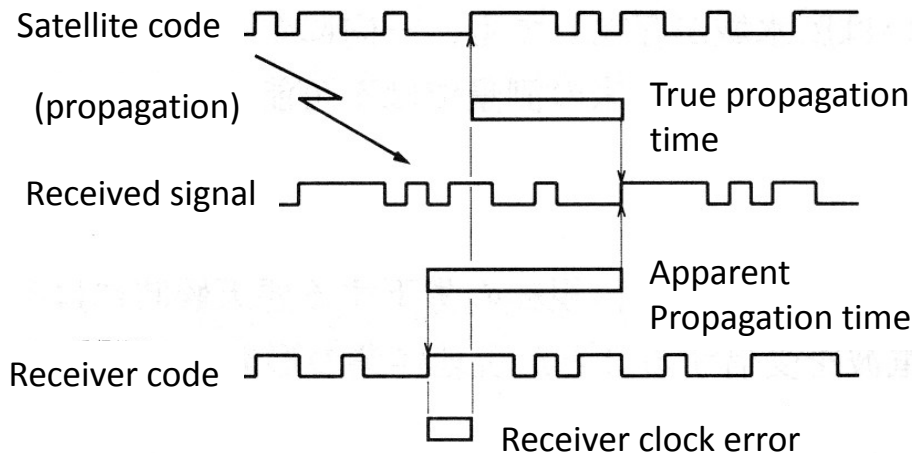 Satellite code
(propagation)
True propagation
time
Received signal
Apparent
Propagation time
Receiver code
Receiver clock error